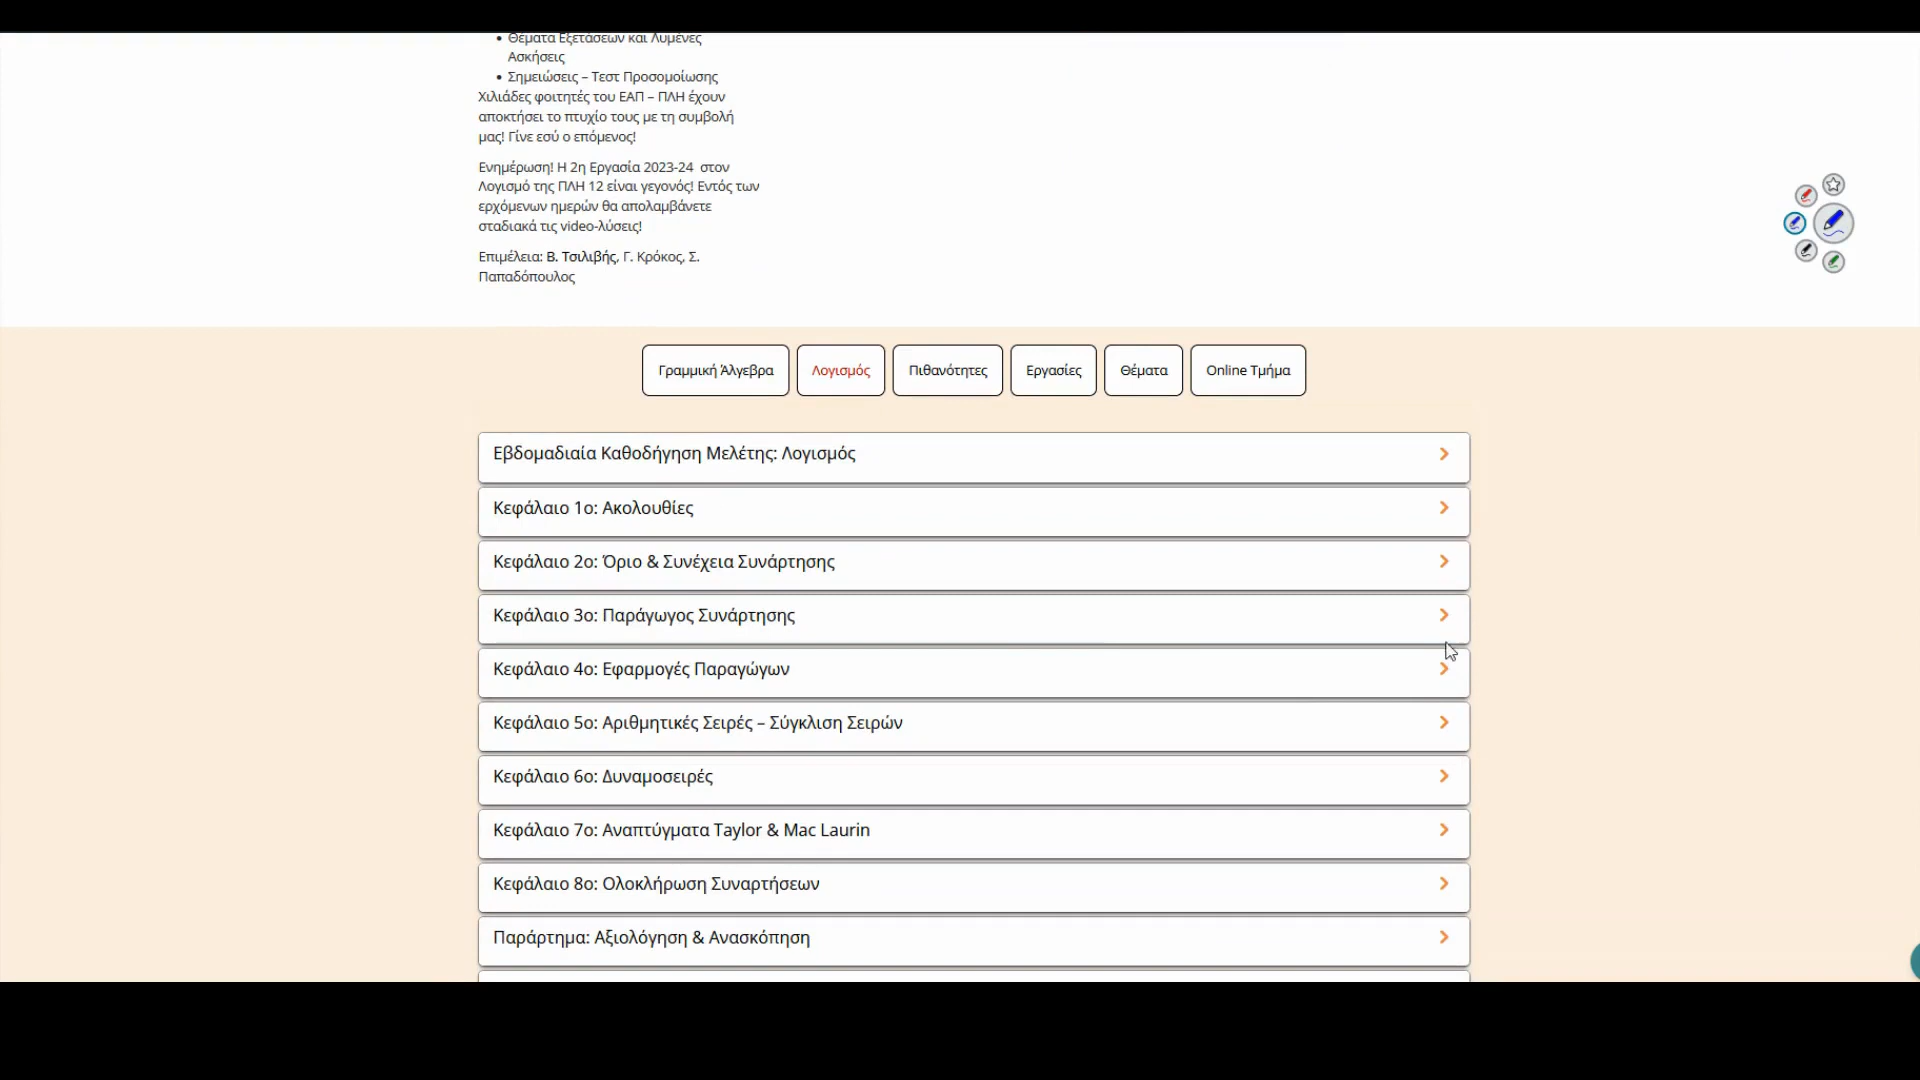 Θέματα Εξετάσεων και Λυμένες
Ασκήσεις
Σημειώσεις – Τεστ Προσομοίωσης
Χιλιάδες φοιτητές του ΕΑΠ – ΠΛΗ έχουν
αποκτήσει το πτυχίο τους με τη συμβολή
μας! Γίνε εσύ ο επόμενος!
Ενημέρωση! Η 2η Εργασία 2023-24 στον
Λογισμό της ΠΛΗ 12 είναι γεγονός! Εντός των
ερχόμενων ημερών θα απολαμβάνετε
σταδιακά τις video-λύσεις!
Επιμέλεια: Β. Τσιλιβής, Γ. Κρόκος, Σ.
Παπαδόπουλος
Γραμμική Άλγεβρα
Λογισμός
Πιθανότητες
Εργασίες
Θέματα
Online Τμήμα
Εβδομαδιαία Καθοδήγηση Μελέτης: Λογισμός
Κεφάλαιο 1ο: Ακολουθίες
Κεφάλαιο 2ο: Όριο & Συνέχεια Συνάρτησης
Κεφάλαιο 3ο: Παράγωγος Συνάρτησης
Κεφάλαιο 4ο: Εφαρμογές Παραγώγων
Κεφάλαιο 5ο: Αριθμητικές Σειρές – Σύγκλιση Σειρών
Κεφάλαιο 6ο: Δυναμοσειρές
Κεφάλαιο 7ο: Αναπτύγματα Taylor & Mac Laurin
Κεφάλαιο 8ο: Ολοκλήρωση Συναρτήσεων
Παράρτημα: Αξιολόγηση & Ανασκόπηση